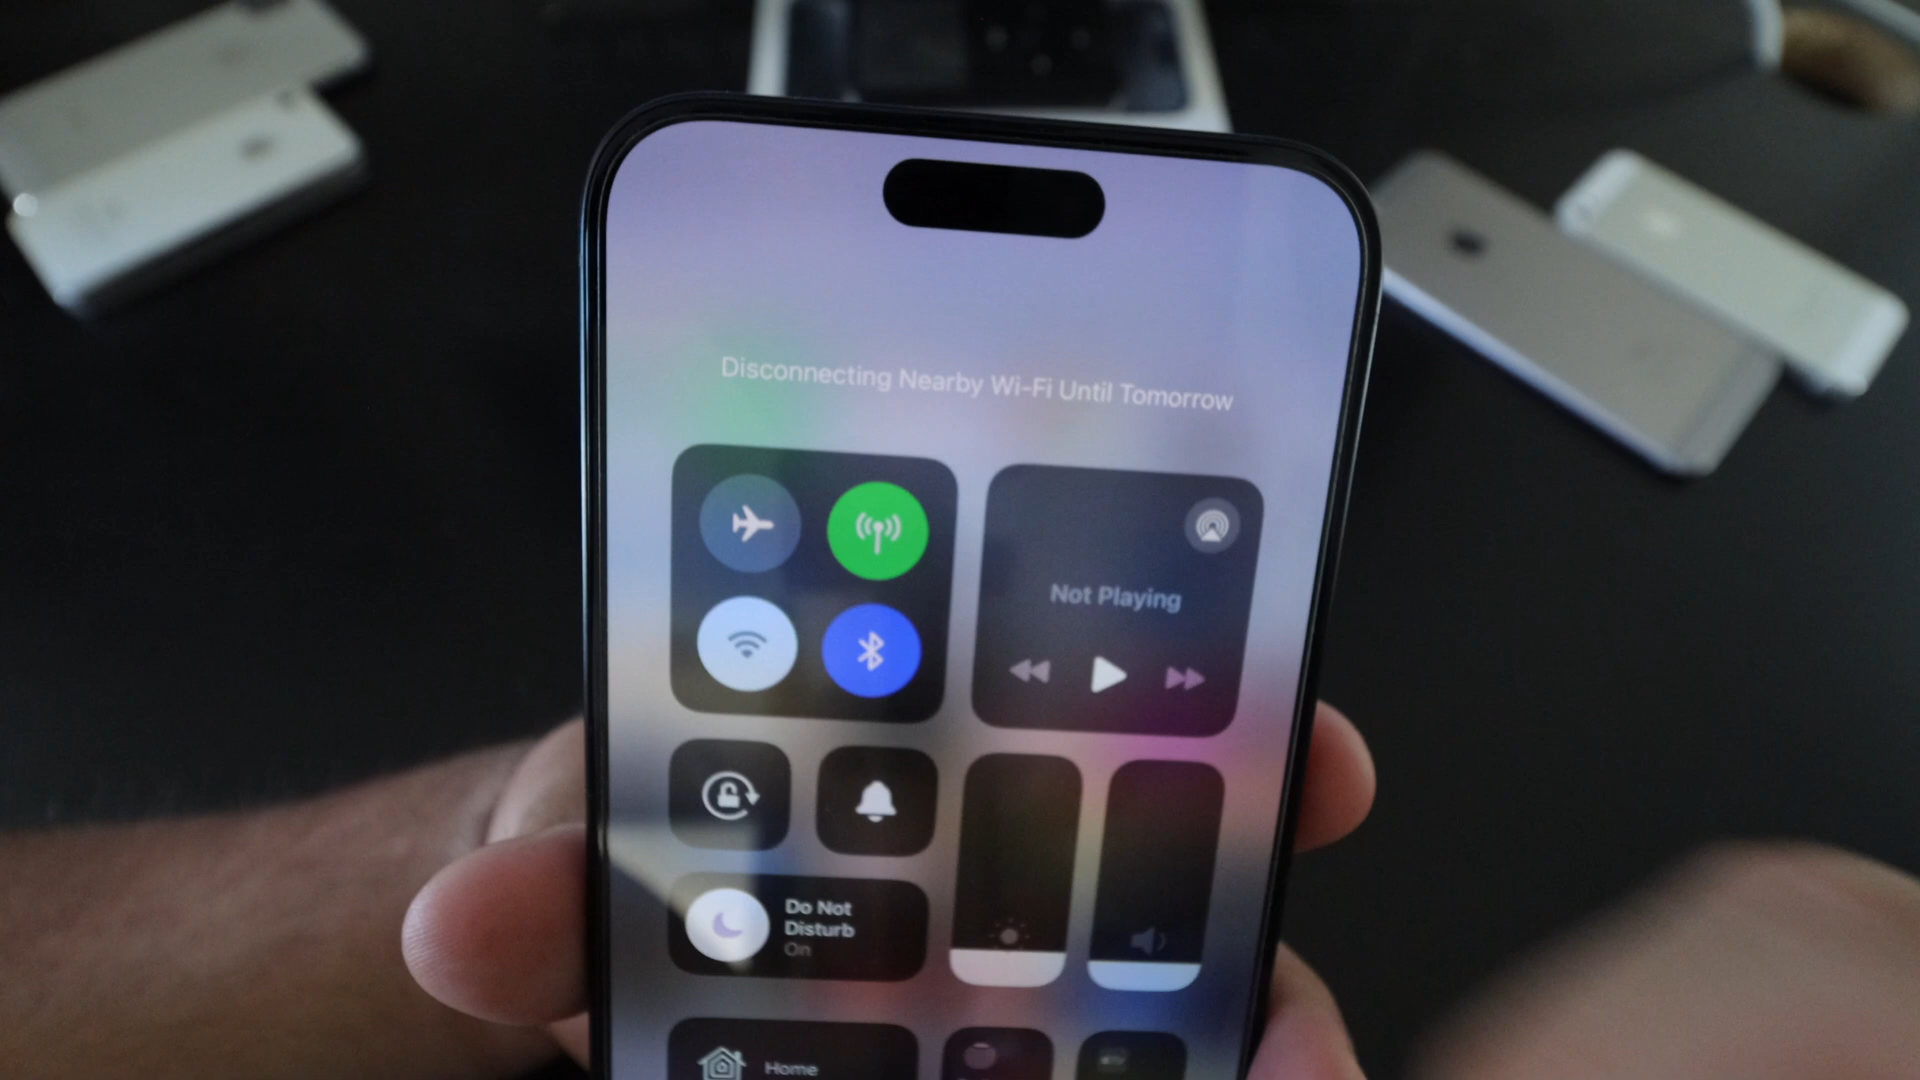 Disconnecting Nearby Wi-Fi Until Tomorrow
Not Playing
Do Not
Disturb
On
Home